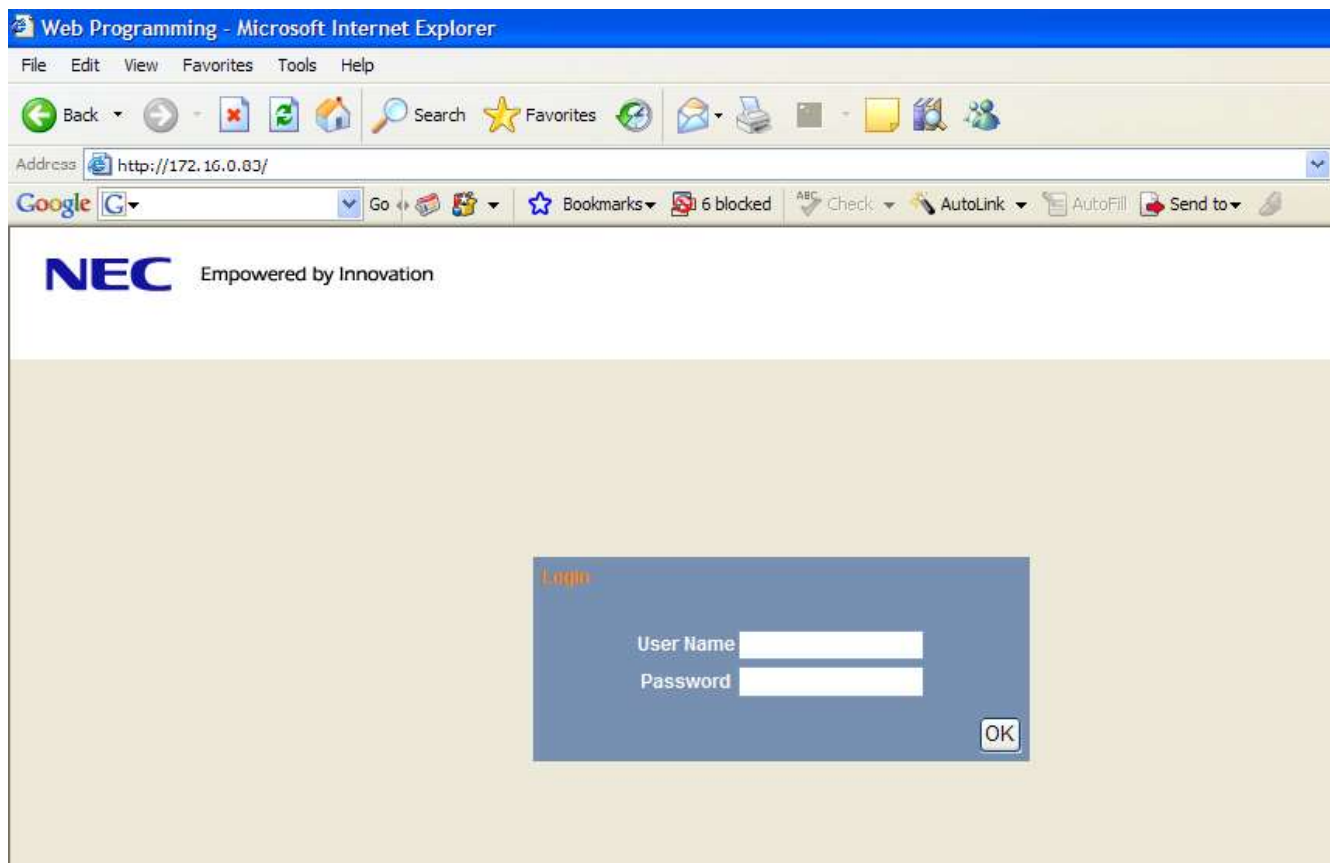 Web Programming - Microsoft Internet Explorer
File Edit View Favorites Tools Help
Back Search Favorites
Address http://172.16.0.83/
Google G Go Bookmarks 6 blocked ABC Check AutoLink AutoFill Send to
NEC Empowered by Innovation
Login
User Name
Password
OK